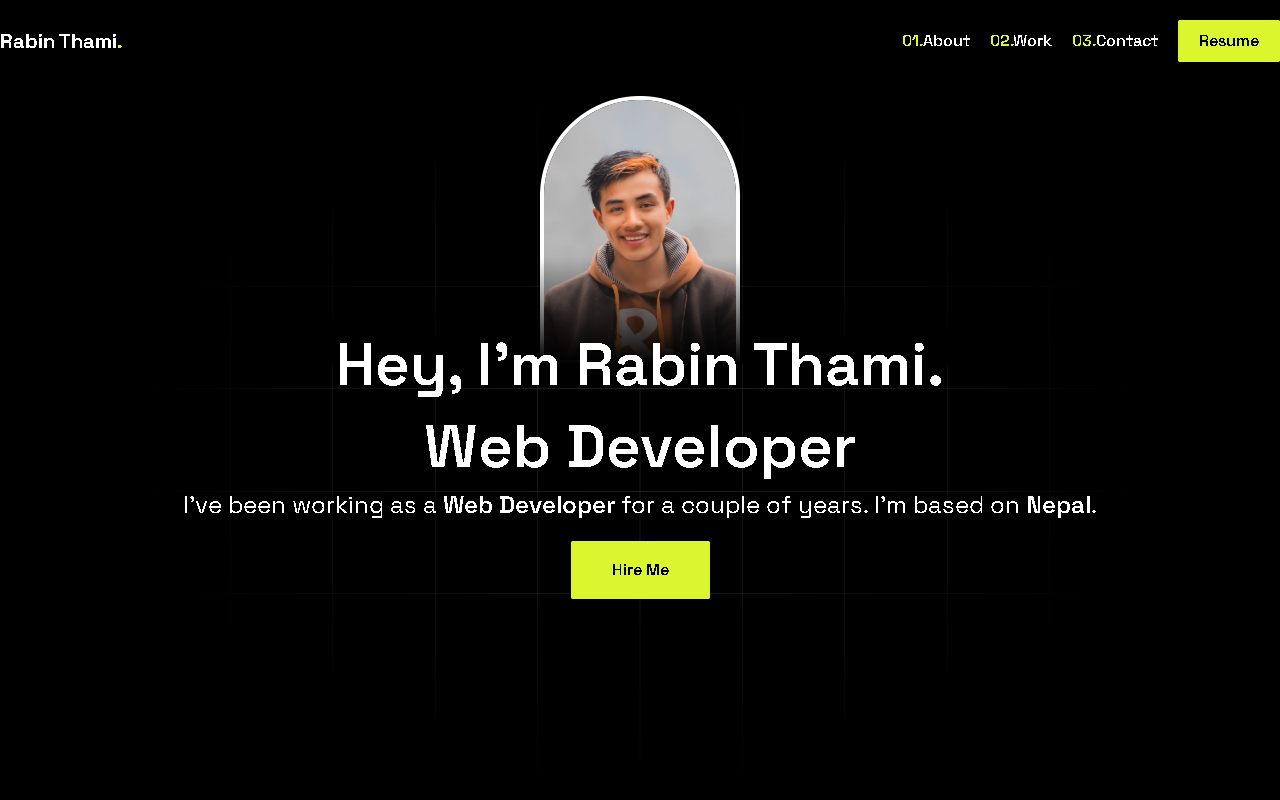 Rabin Thami.
01.About 02.Work 03.Contact Resume
Hey, I'm Rabin Thami.
Web Developer
I've been working as a Web Developer for a couple of years. I'm based on Nepal.
Hire Me